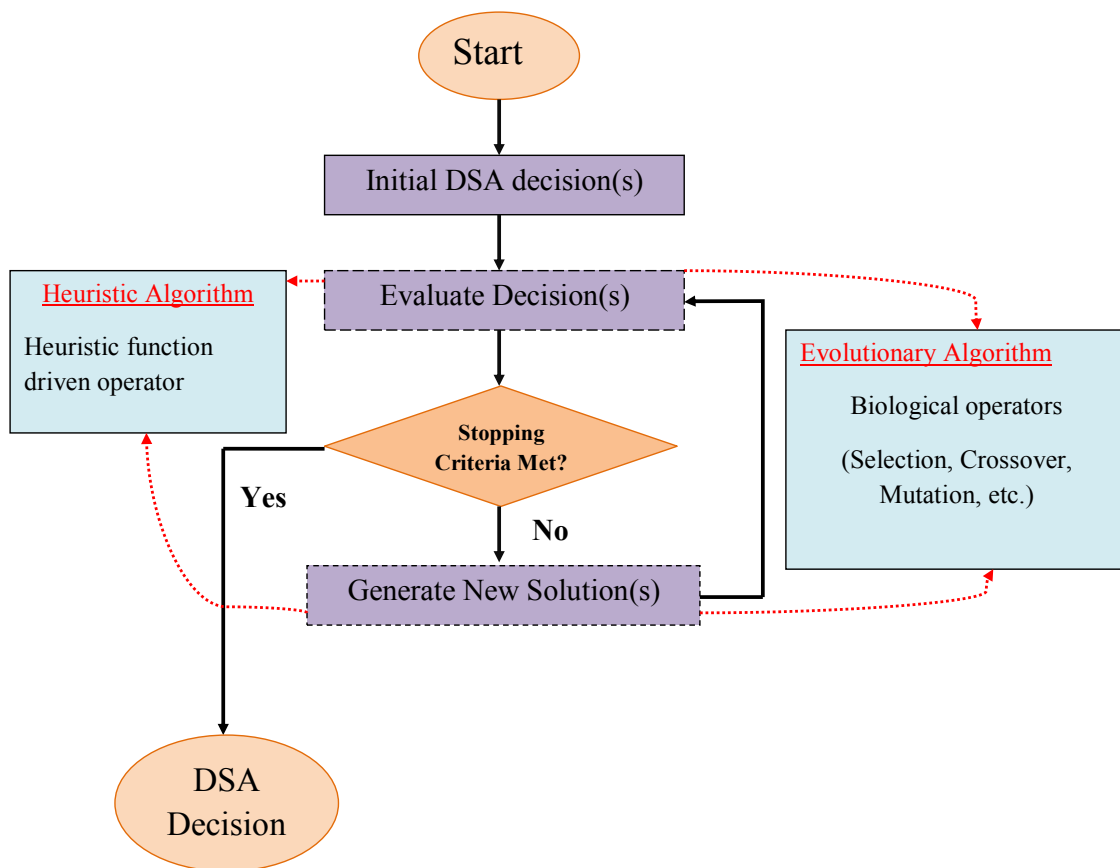 Start
Initial DSA decision(s)
Heuristic Algorithm
Heuristic function
driven operator
Evaluate Decision(s)
Evolutionary Algorithm
Biological operators
(Selection, Crossover,
Mutation, etc.)
Stopping
Criteria Met?
Yes
No
Generate New Solution(s)
DSA
Decision